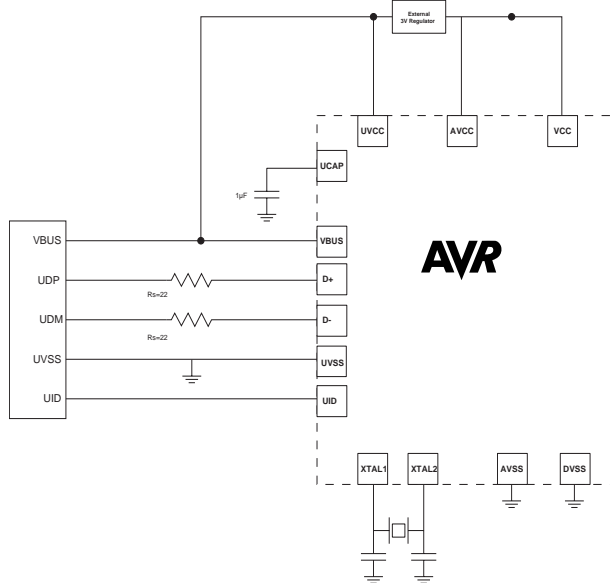 External
3V Regulator
UVCC
AVCC
VCC
UCAP
1µF
VBUS
VBUS
AVR
UDP
Rs=22
D+
UDM
Rs=22
D-
UVSS
UVSS
UID
UID
XTAL1
XTAL2
AVSS
DVSS